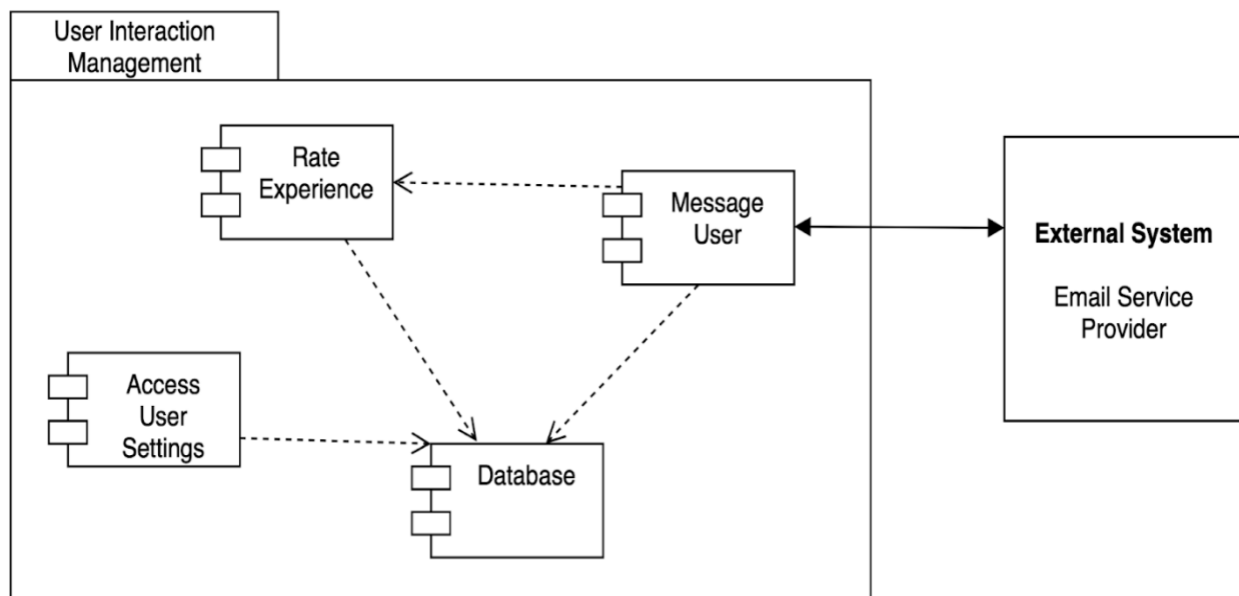 User Interaction
Management
Rate
Experience
Message
User
External System
Email Service
Provider
Access
User
Settings
Database